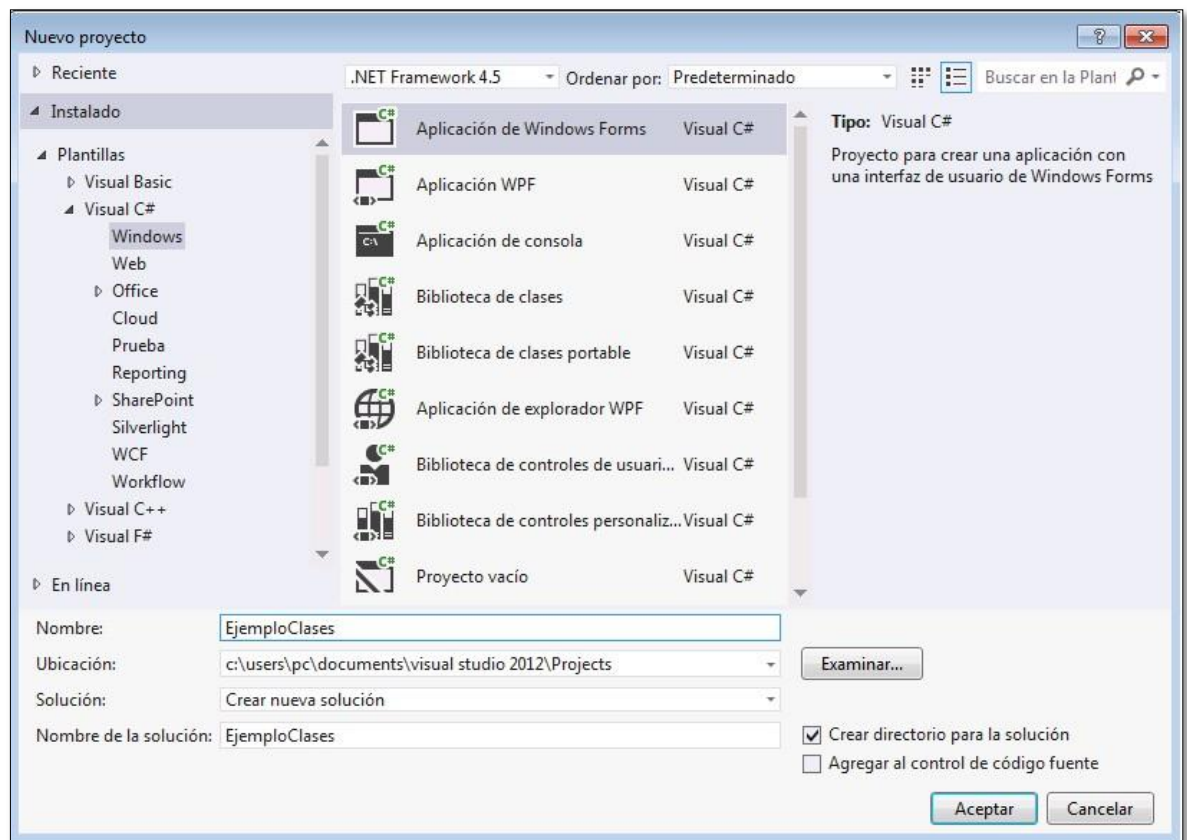 Nuevo proyecto
Reciente
.NET Framework 4.5
Ordenar por: Predeterminado
Buscar en la Plant
Instalado
Plantillas
Visual Basic
Visual C#
Windows
Web
Office
Cloud
Prueba
Reporting
SharePoint
Silverlight
WCF
Workflow
Visual C++
Visual F#
En línea
Aplicación de Windows Forms Visual C#
Aplicación WPF Visual C#
Aplicación de consola Visual C#
Biblioteca de clases Visual C#
Biblioteca de clases portable Visual C#
Aplicación de explorador WPF Visual C#
Biblioteca de controles de usuari... Visual C#
Biblioteca de controles personaliz... Visual C#
Proyecto vacío Visual C#
Tipo: Visual C#
Proyecto para crear una aplicación con
una interfaz de usuario de Windows Forms
Nombre: EjemploClases
Ubicación: c:\users\pc\documents\visual studio 2012\Projects
Examinar...
Solución: Crear nueva solución
Nombre de la solución: EjemploClases
Crear directorio para la solución
Agregar al control de código fuente
Aceptar Cancelar